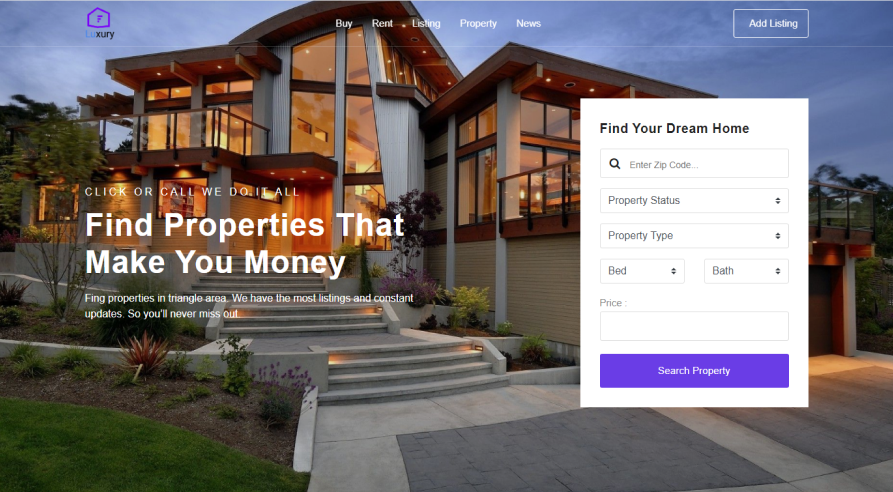 Luxury
Buy Rent Listing Property News
Add Listing
CLICK OR CALL WE DO IT ALL
Find Properties That
Make You Money
Fing properties in triangle area. We have the most listings and constant
updates. So you'll never miss out.
Find Your Dream Home
Enter Zip Code...
Property Status
Property Type
Bed Bath
Price :
Search Property